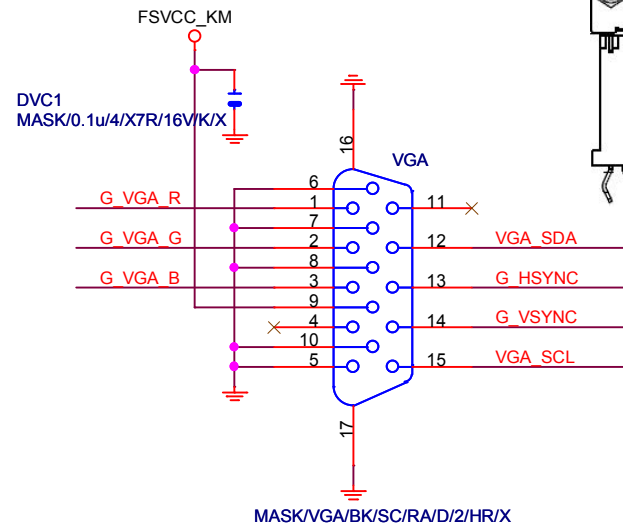 FSVCC_KM
DVC1
MASK/0.1u/4/X7R/16V/K/X
16
VGA
6
G_VGA_R 1 11
7
G_VGA_G 2 12 VGA_SDA
8
G_VGA_B 3 13 G_HSYNC
9
4 14 G_VSYNC
10
5 15 VGA_SCL
17
MASK/VGA/BK/SC/RA/D/2/HR/X